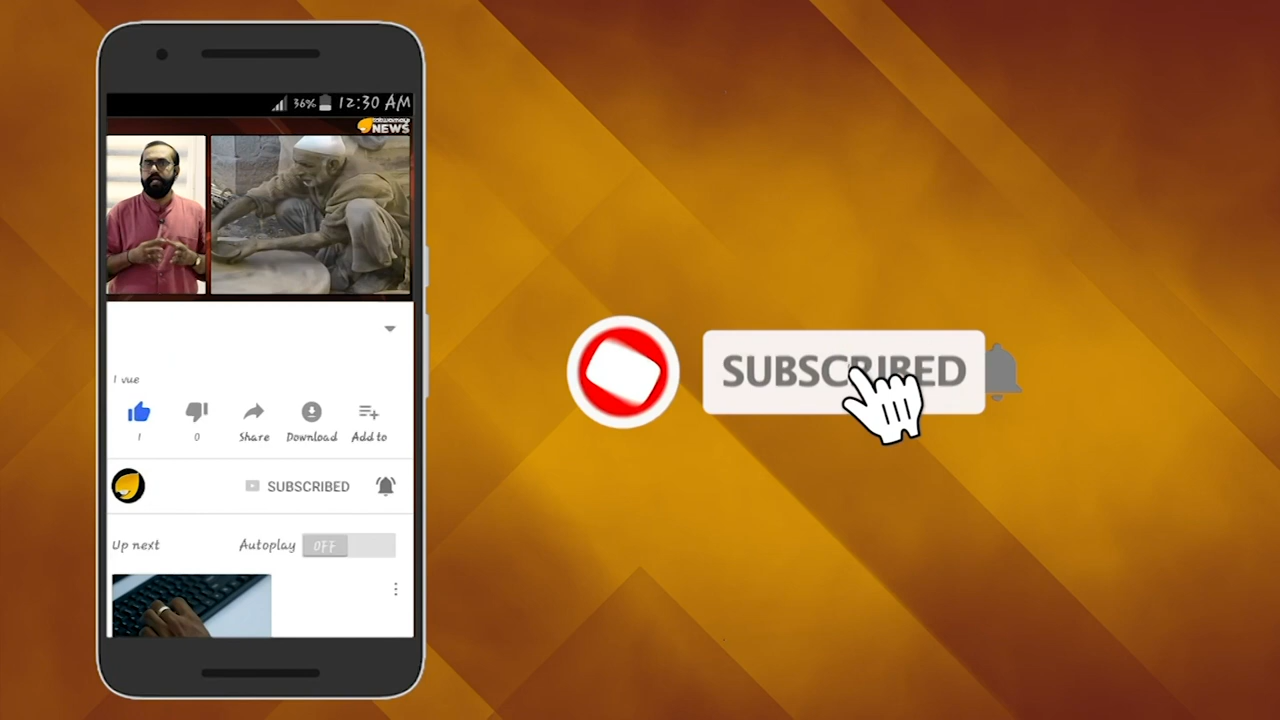 36% 12:30 AM
NEWS
1 vue
1
0
Share
Download
Add to
SUBSCRIBED
Up next
Autoplay
OFF
SUBSCRIBED